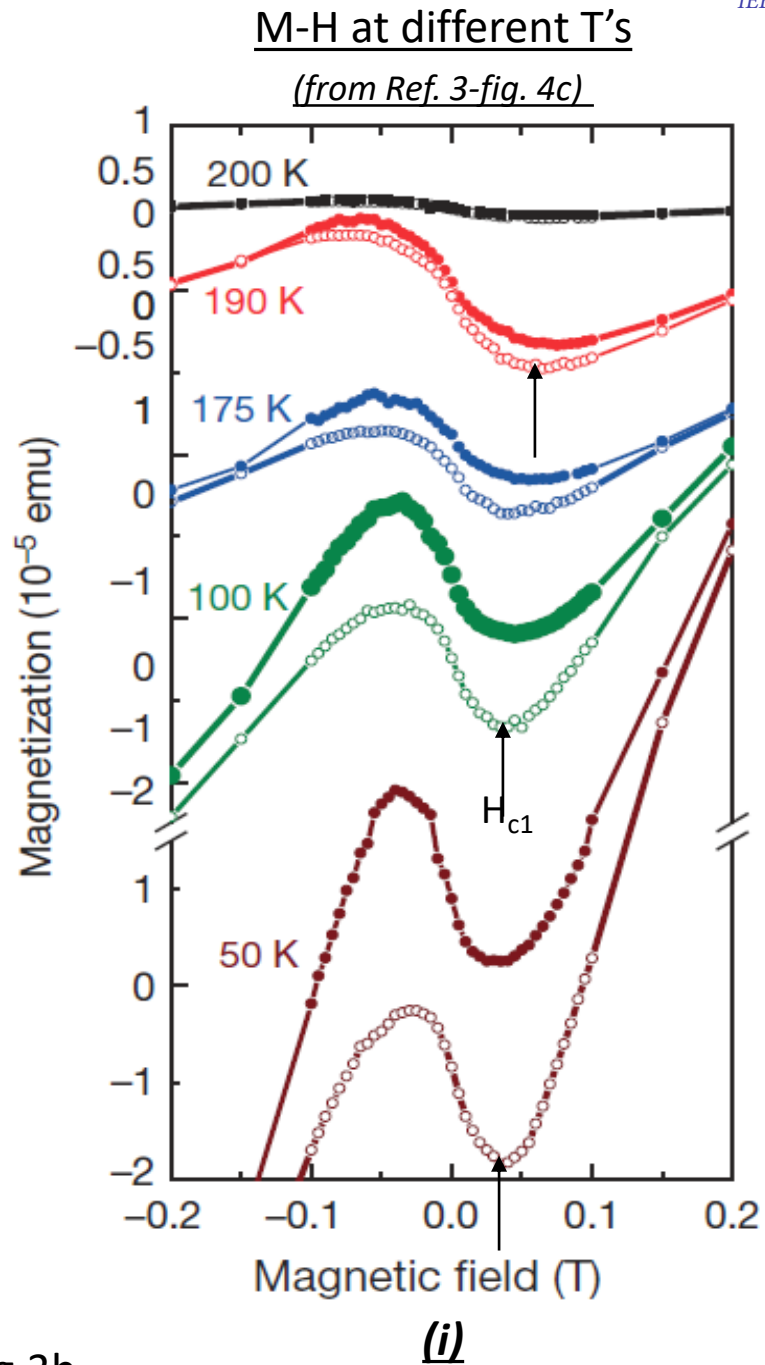 M-H at different T's
(from Ref. 3-fig. 4c)
1
0.5
0
200 K
0.5
0
−0.5
190 K
1
0
175 K
−1
100 K
0
−1
−2
H_c1
1
50 K
0
−1
−2
Magnetization (10⁻⁵ emu)
−0.2 −0.1 0.0 0.1 0.2
Magnetic field (T)
(i)